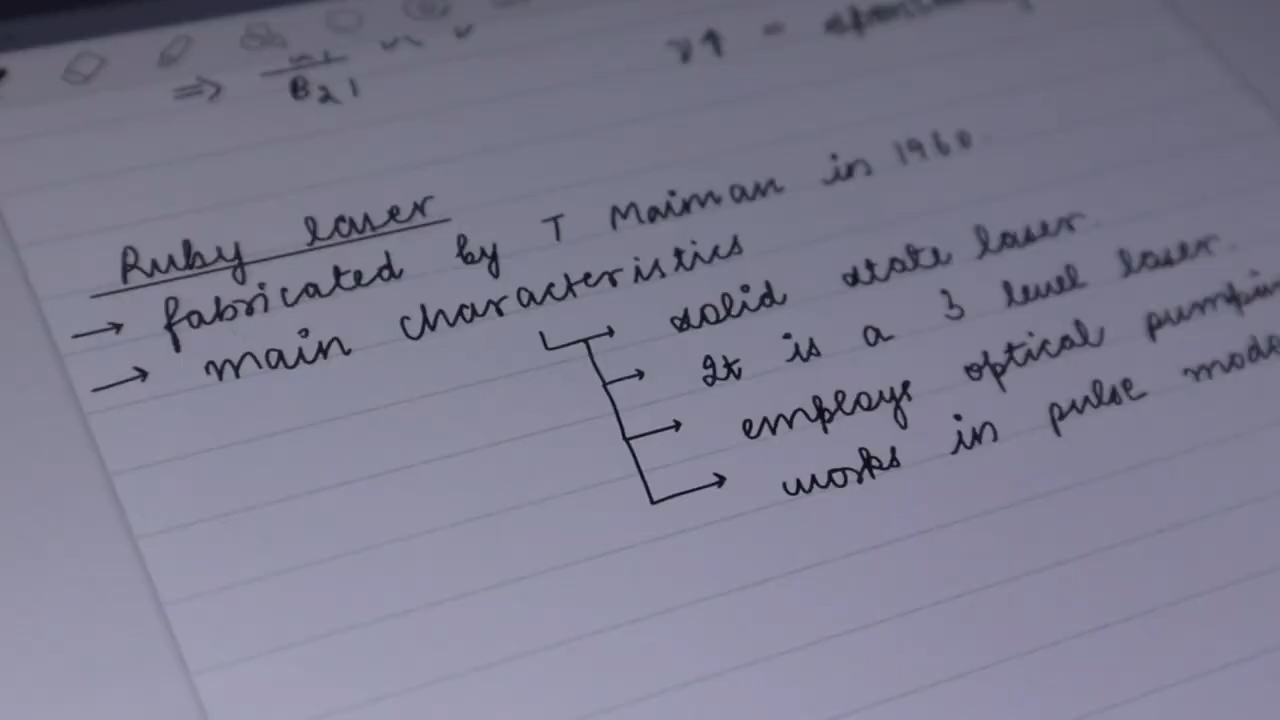 ⇒ /B21
Ruby laser
→ fabricated by T Maiman in 1960
→ main characteristics
→ solid state laser.
→ It is a 3 level laser.
→ employs optical
→ works in pulse